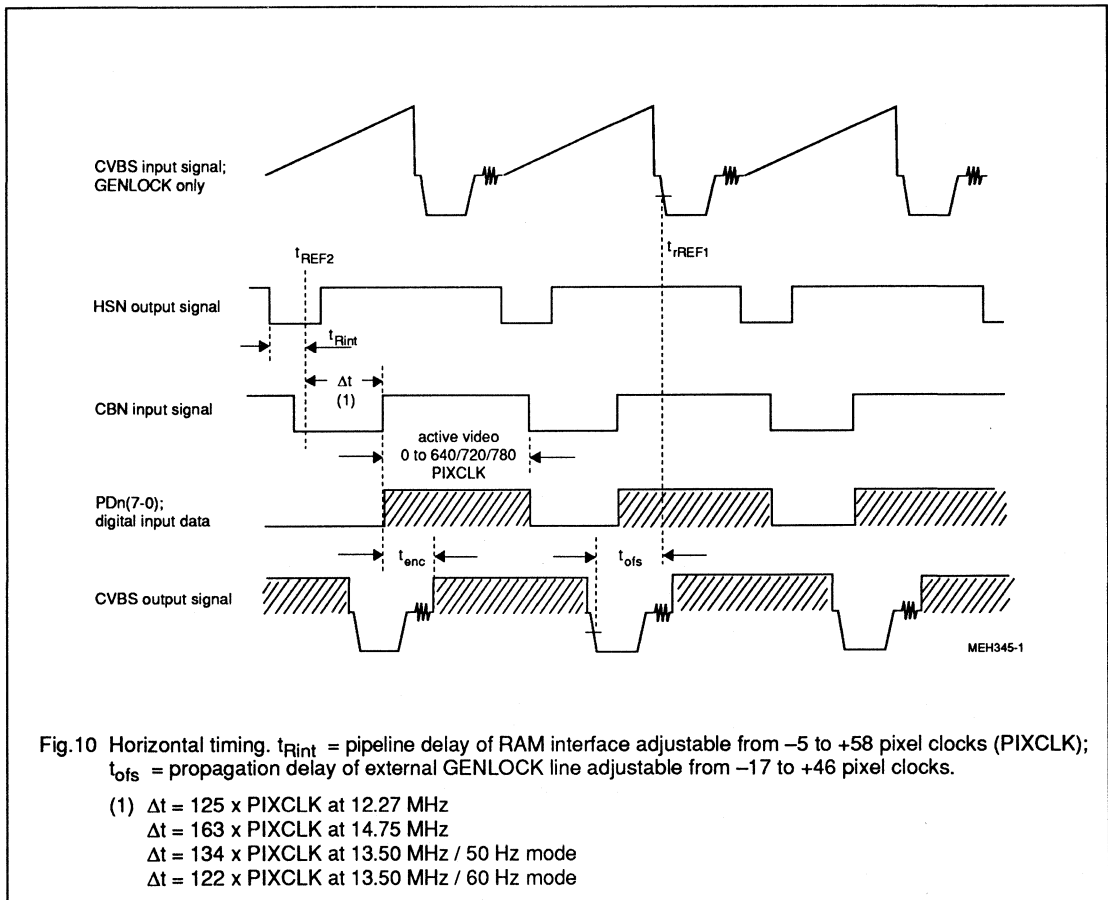 CVBS input signal;
GENLOCK only
tREF2
trREF1
HSN output signal
tRint
Δt
(1)
CBN input signal
active video
0 to 640/720/780
PIXCLK
PDn(7-0);
digital input data
tenc
tofs
CVBS output signal
MEH345-1
Fig.10 Horizontal timing. tRint = pipeline delay of RAM interface adjustable from –5 to +58 pixel clocks (PIXCLK);
tofs = propagation delay of external GENLOCK line adjustable from –17 to +46 pixel clocks.
(1) Δt = 125 x PIXCLK at 12.27 MHz
Δt = 163 x PIXCLK at 14.75 MHz
Δt = 134 x PIXCLK at 13.50 MHz / 50 Hz mode
Δt = 122 x PIXCLK at 13.50 MHz / 60 Hz mode